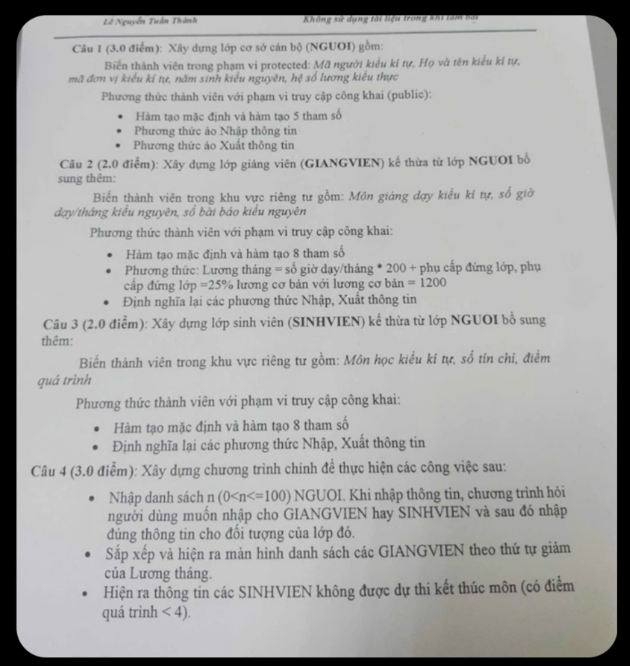 Lê Nguyễn Tuấn Thành Không sử dụng tài liệu trong khi làm bài
Câu 1 (3.0 điểm): Xây dựng lớp cơ sở cán bộ (NGUOI) gồm:
Biến thành viên trong phạm vi protected: Mã người kiểu kí tự, Họ và tên kiểu kí tự,
mã đơn vị kiểu kí tự, năm sinh kiểu nguyên, hệ số lương kiểu thực
Phương thức thành viên với phạm vi truy cập công khai (public):
• Hàm tạo mặc định và hàm tạo 5 tham số
• Phương thức ảo Nhập thông tin
• Phương thức ảo Xuất thông tin
Câu 2 (2.0 điểm): Xây dựng lớp giảng viên (GIANGVIEN) kế thừa từ lớp NGUOI bổ
sung thêm:
Biến thành viên trong khu vực riêng tư gồm: Môn giảng dạy kiểu kí tự, số giờ
dạy/tháng kiểu nguyên, số bài báo kiểu nguyên
Phương thức thành viên với phạm vi truy cập công khai:
• Hàm tạo mặc định và hàm tạo 8 tham số
• Phương thức: Lương tháng = số giờ dạy/tháng * 200 + phụ cấp đứng lớp, phụ
cấp đứng lớp =25% lương cơ bản với lương cơ bản = 1200
• Định nghĩa lại các phương thức Nhập, Xuất thông tin
Câu 3 (2.0 điểm): Xây dựng lớp sinh viên (SINHVIEN) kế thừa từ lớp NGUOI bổ sung
thêm:
Biến thành viên trong khu vực riêng tư gồm: Môn học kiểu kí tự, số tín chỉ, điểm
quá trình
Phương thức thành viên với phạm vi truy cập công khai:
• Hàm tạo mặc định và hàm tạo 8 tham số
• Định nghĩa lại các phương thức Nhập, Xuất thông tin
Câu 4 (3.0 điểm): Xây dựng chương trình chính để thực hiện các công việc sau:
• Nhập danh sách n (0<n<=100) NGUOI. Khi nhập thông tin, chương trình hỏi
người dùng muốn nhập cho GIANGVIEN hay SINHVIEN và sau đó nhập
đúng thông tin cho đối tượng của lớp đó.
• Sắp xếp và hiện ra màn hình danh sách các GIANGVIEN theo thứ tự giảm
của Lương tháng.
• Hiện ra thông tin các SINHVIEN không được dự thi kết thúc môn (có điểm
quá trình < 4).